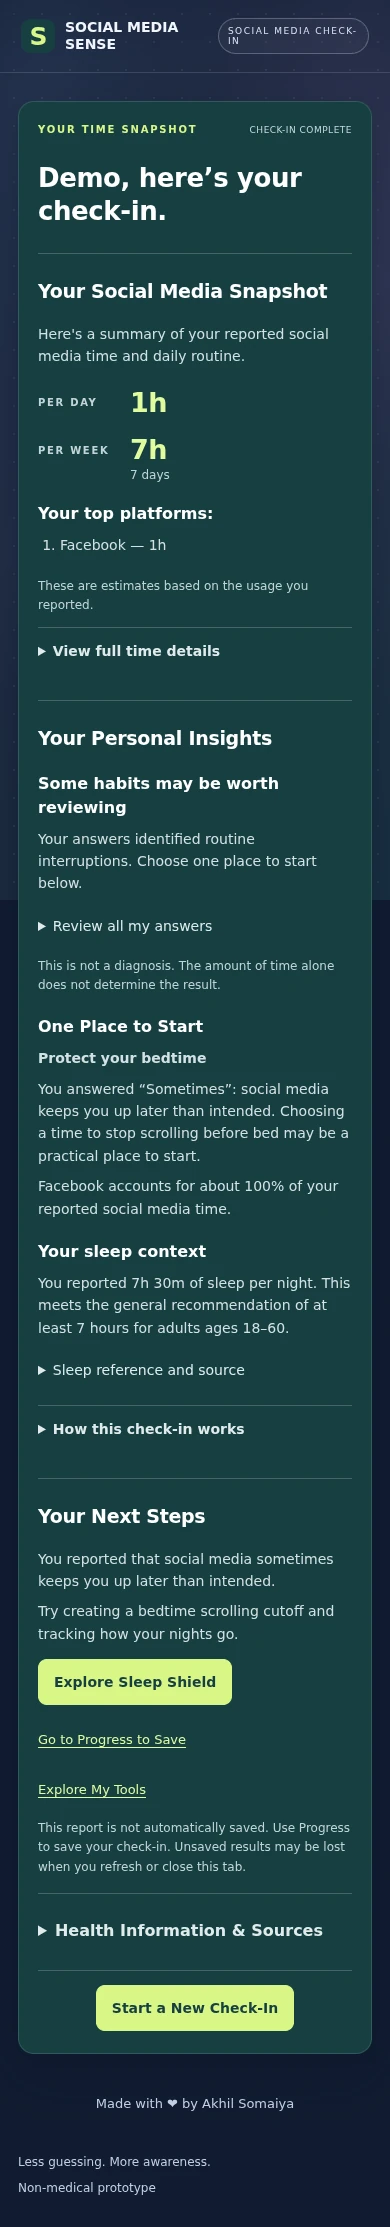 S
SOCIAL MEDIA
SENSE
SOCIAL MEDIA CHECK-
IN
YOUR TIME SNAPSHOT
CHECK-IN COMPLETE
Demo, here’s your
check-in.
Your Social Media Snapshot
Here's a summary of your reported social
media time and daily routine.
PER DAY 1h
PER WEEK 7h
7 days
Your top platforms:
1. Facebook — 1h
These are estimates based on the usage you
reported.
▶ View full time details
Your Personal Insights
Some habits may be worth
reviewing
Your answers identified routine
interruptions. Choose one place to start
below.
▶ Review all my answers
This is not a diagnosis. The amount of time alone
does not determine the result.
One Place to Start
Protect your bedtime
You answered “Sometimes”: social media
keeps you up later than intended. Choosing
a time to stop scrolling before bed may be a
practical place to start.
Facebook accounts for about 100% of your
reported social media time.
Your sleep context
You reported 7h 30m of sleep per night. This
meets the general recommendation of at
least 7 hours for adults ages 18–60.
▶ Sleep reference and source
▶ How this check-in works
Your Next Steps
You reported that social media sometimes
keeps you up later than intended.
Try creating a bedtime scrolling cutoff and
tracking how your nights go.
Explore Sleep Shield
Go to Progress to Save
Explore My Tools
This report is not automatically saved. Use Progress
to save your check-in. Unsaved results may be lost
when you refresh or close this tab.
▶ Health Information & Sources
Start a New Check-In
Made with ❤ by Akhil Somaiya
Less guessing. More awareness.
Non-medical prototype